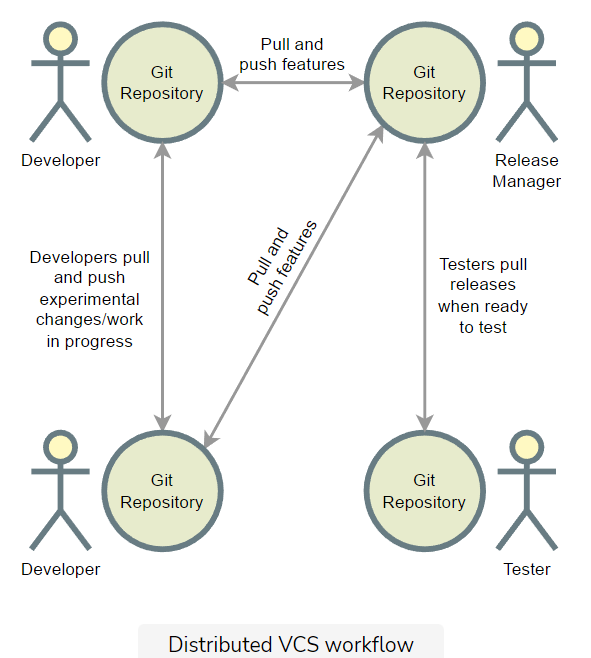 Pull and
push features
Git
Repository
Git
Repository
Developer
Release
Manager
Developers pull
and push
experimental
changes/work
in progress
Pull and
push features
Testers pull
releases
when ready
to test
Git
Repository
Git
Repository
Developer
Tester
Distributed VCS workflow